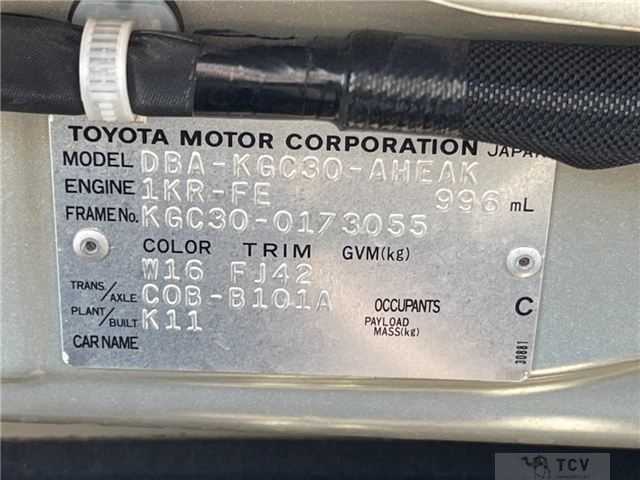 TOYOTA MOTOR CORPORATION JAPAN
MODEL DBA-KGC30-AHEAK
ENGINE 1KR-FE 996 mL
FRAME No. KGC30-0173055
COLOR TRIM GVM(kg)
W16 FJ42
TRANS/AXLE COB-B101A OCCUPANTS C
PLANT/BUILT K11 PAYLOAD MASS(kg)
CAR NAME
30881
TCV